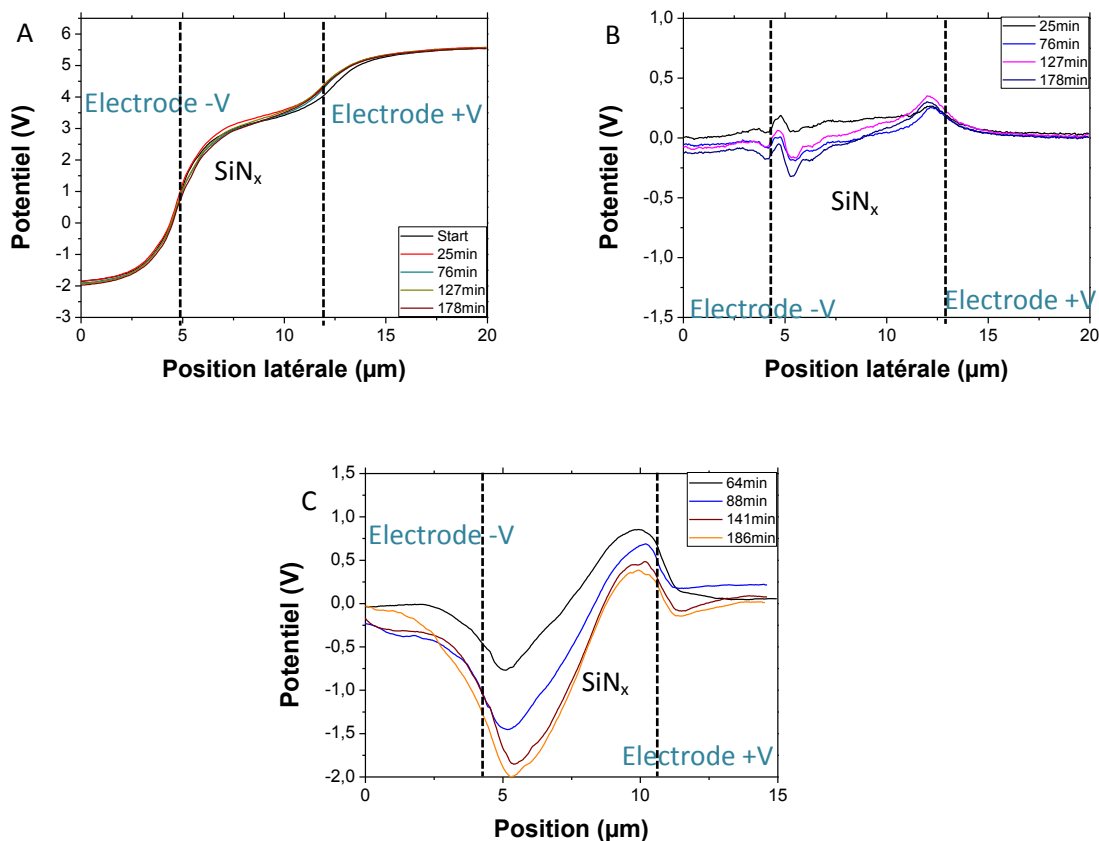 A
6
5
4
3
2
1
0
-1
-2
-3
Potentiel (V)
Electrode -V
Electrode +V
SiNx
Start
25min
76min
127min
178min
0
5
10
15
20
Position latérale (µm)
B
1,0
0,5
0,0
-0,5
-1,0
-1,5
Potentiel (V)
25min
76min
127min
178min
SiNx
Electrode -V
Electrode +V
0
5
10
15
20
Position latérale (µm)
C
1,5
1,0
0,5
0,0
-0,5
-1,0
-1,5
-2,0
Potentiel (V)
64min
88min
141min
186min
Electrode -V
SiNx
Electrode +V
0
5
10
15
Position (µm)